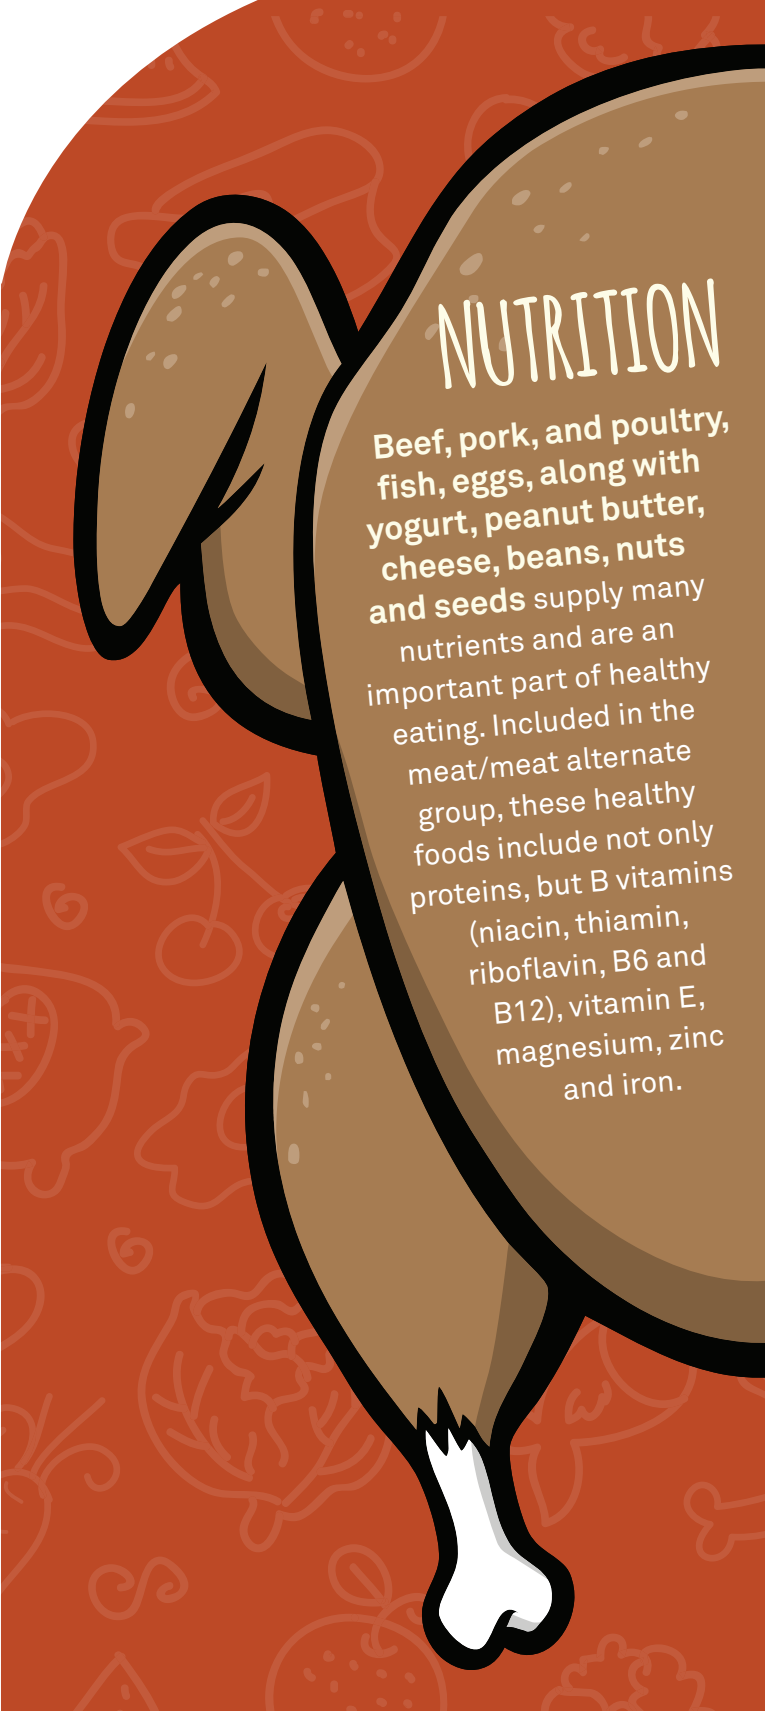 NUTRITION
Beef, pork, and poultry,
fish, eggs, along with
yogurt, peanut butter,
cheese, beans, nuts
and seeds supply many
nutrients and are an
important part of healthy
eating. Included in the
meat/meat alternate
group, these healthy
foods include not only
proteins, but B vitamins
(niacin, thiamin,
riboflavin, B6 and
B12), vitamin E,
magnesium, zinc
and iron.